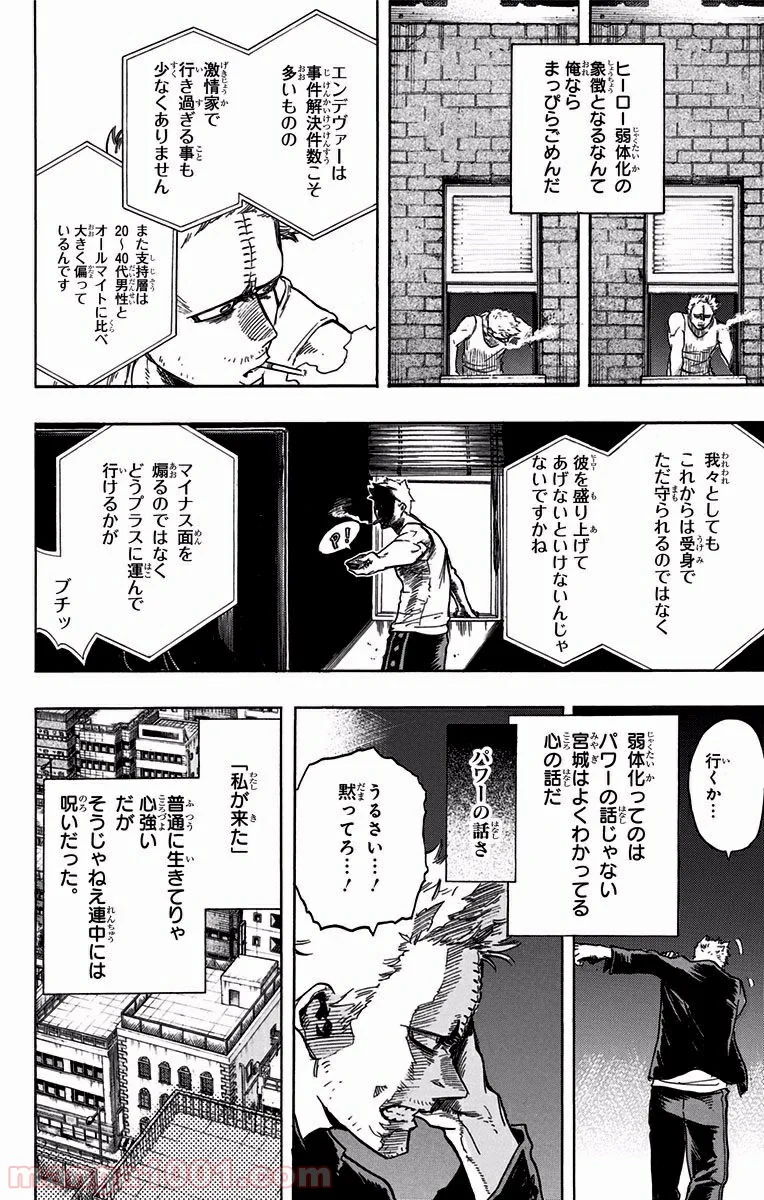 ヒーロー弱体化の
象徴となるなんて
俺なら
まっぴらごめんだ
エンデヴァーは
事件解決件数こそ
多いものの
激情家で
行き過ぎる事も
少なくありません
また支持層は
20〜40代男性と
オールマイトに比べ
大きく偏って
いるんです
我々としても
これからは受身で
ただ守られるのではなく
彼を盛り上げて
あげないといけないんじゃ
ないですかね
?!
マイナス面を
煽るのではなく
どうプラスに運んで
行けるかが
ブチッ
行くか…
弱体化ってのは
パワーの話じゃない
宮城はよくわかってる
心の話だ
パワーの話さ
うるさい…!
黙ってろ…!
「私が来た」
普通に生きてりゃ
心強い
だが
そうじゃねえ連中には
呪いだった。